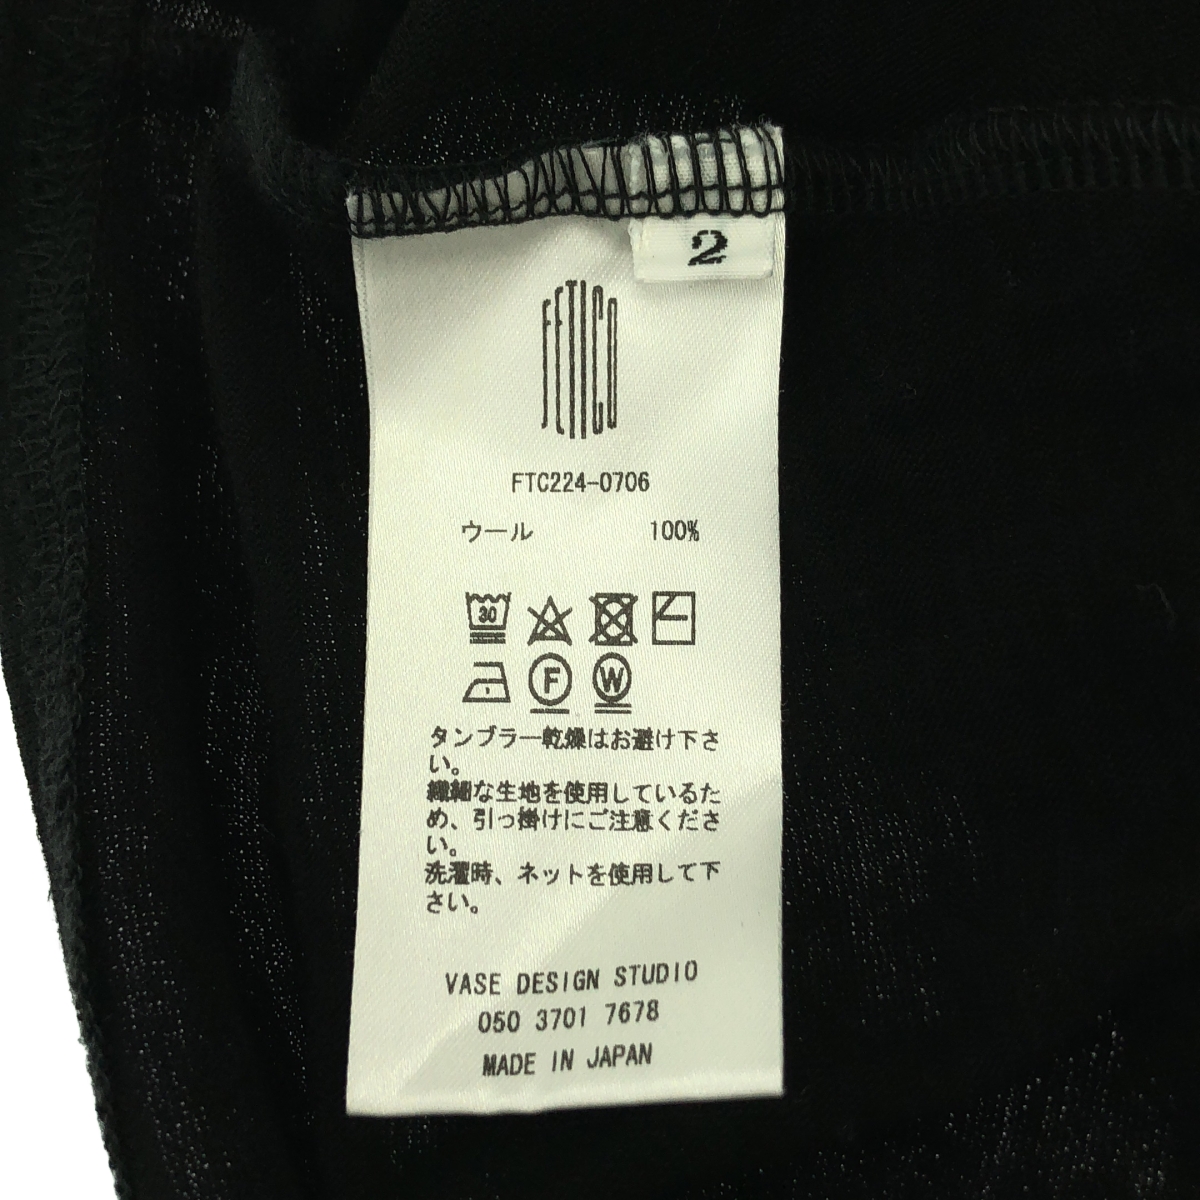 2
FETICO
FTC224-0706
ウール 100%
30
F W
タンブラー乾燥はお避け下さ
い。
繊細な生地を使用しているた
め、引っ掛けにご注意くださ
い。
洗濯時、ネットを使用して下
さい。
VASE DESIGN STUDIO
050 3701 7678
MADE IN JAPAN